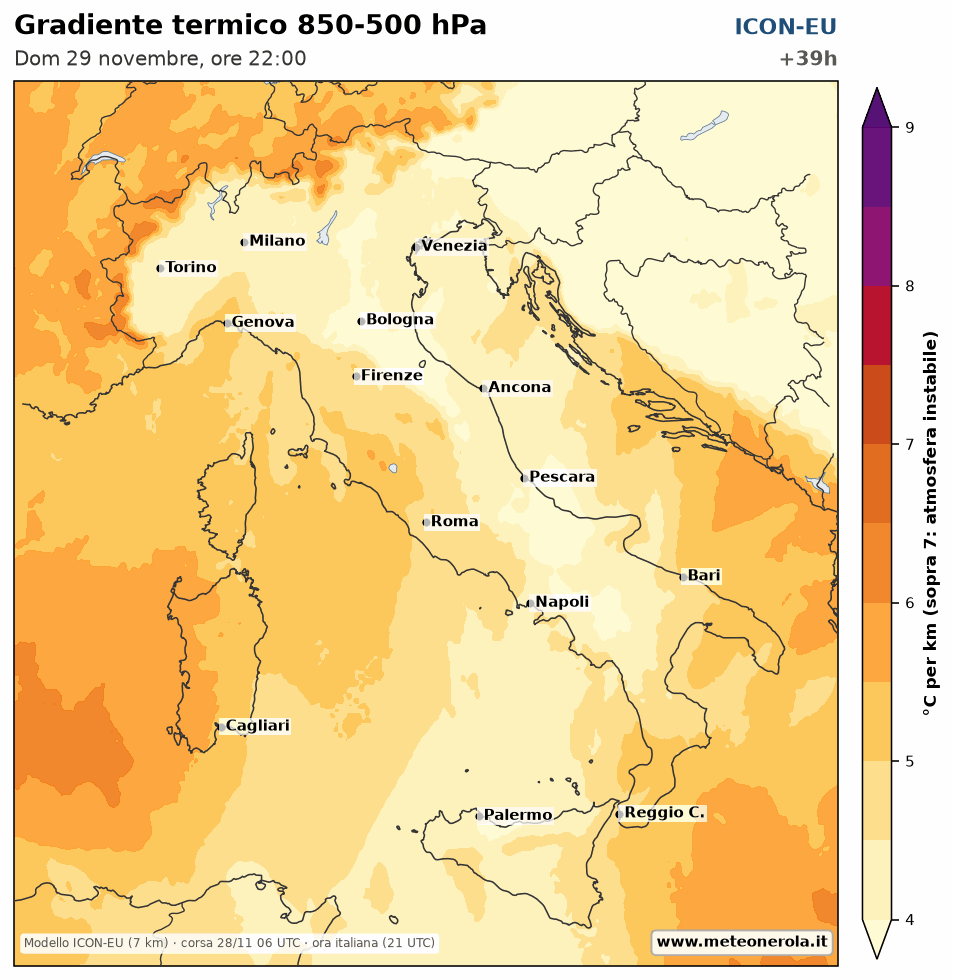 Gradiente termico 850-500 hPa
ICON-EU
Dom 29 novembre, ore 22:00
+39h
Milano
Venezia
Torino
Genova
Bologna
Firenze
Ancona
Pescara
Roma
Bari
Napoli
Cagliari
Palermo
Reggio C.
9
8
7
6
5
4
°C per km (sopra 7: atmosfera instabile)
Modello ICON-EU (7 km) · corsa 28/11 06 UTC · ora italiana (21 UTC)
www.meteonerola.it